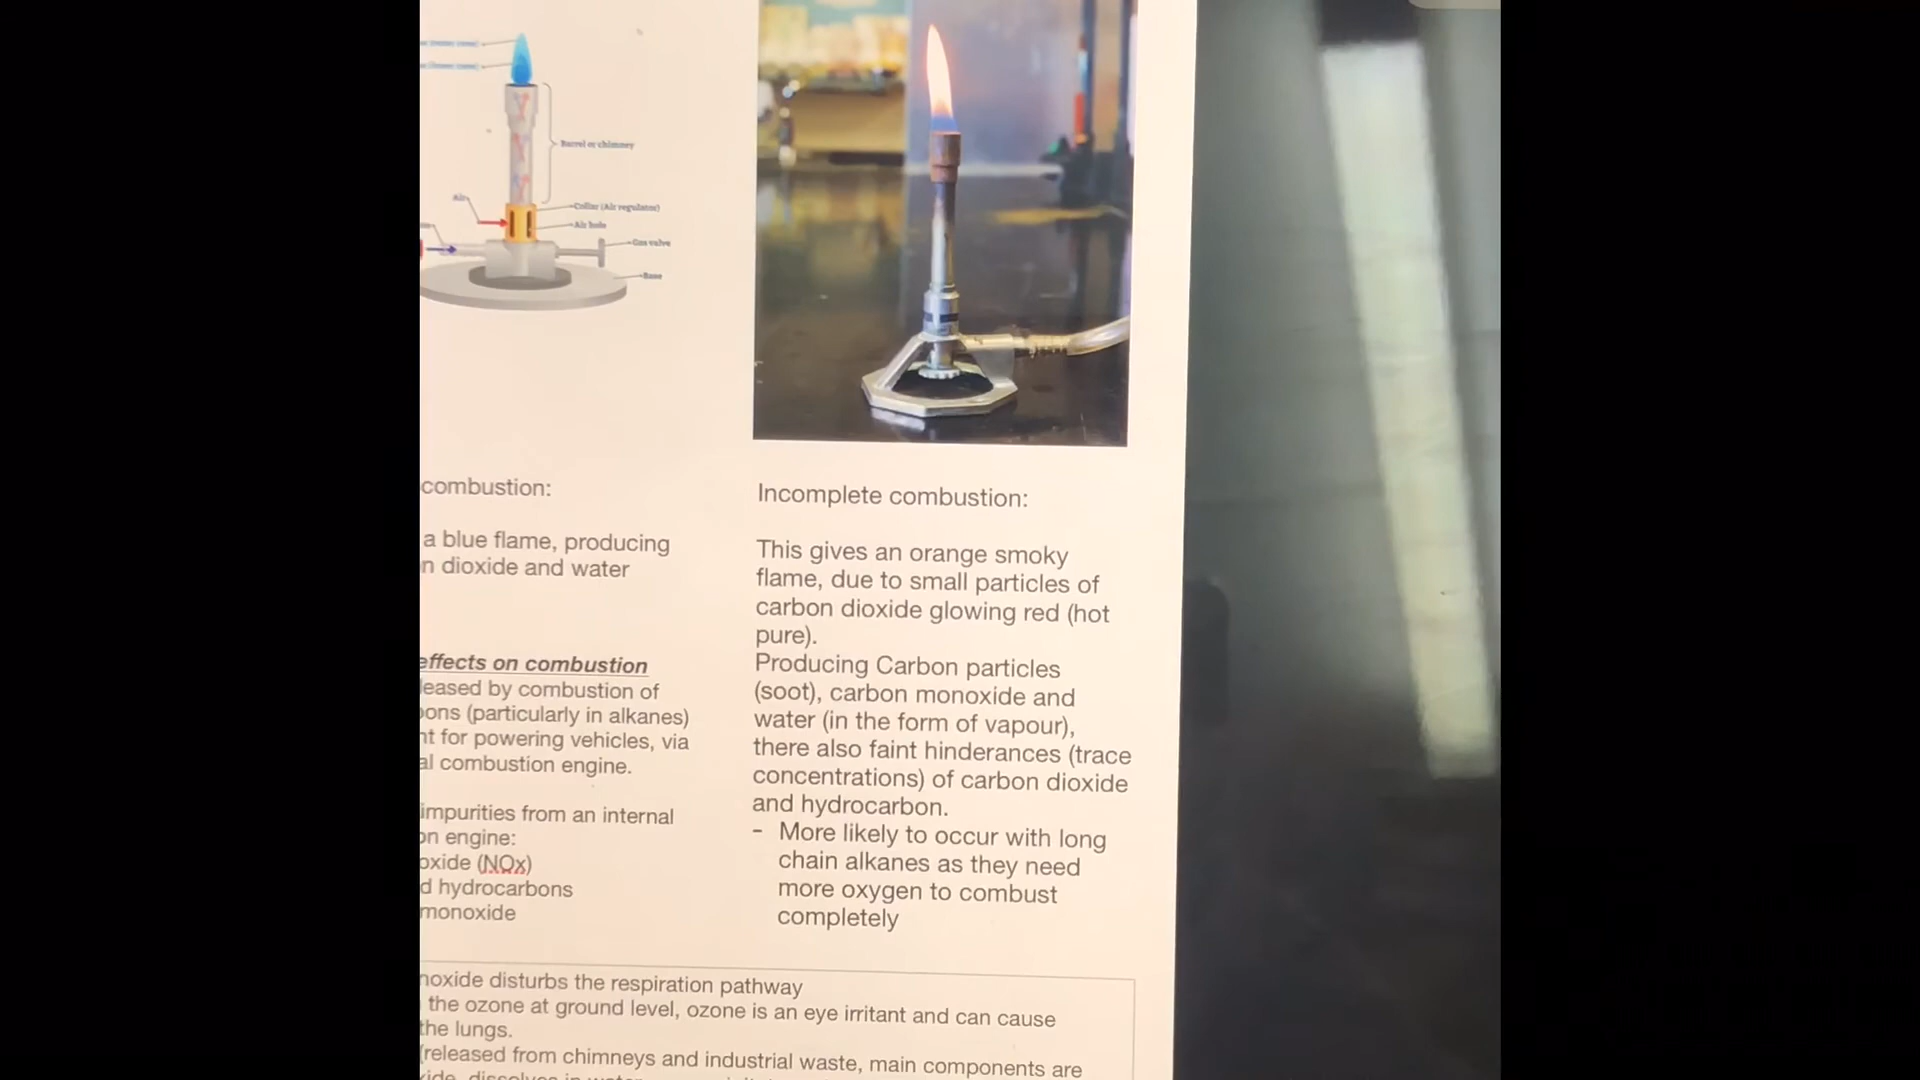 Barrel or chimney
Air
Collar (Air regulator)
Air hole
Gas valve
Base
combustion:
a blue flame, producing
n dioxide and water
effects on combustion
eased by combustion of
ons (particularly in alkanes)
nt for powering vehicles, via
al combustion engine.
impurities from an internal
on engine:
oxide (NOx)
d hydrocarbons
monoxide
Incomplete combustion:
This gives an orange smoky
flame, due to small particles of
carbon dioxide glowing red (hot
pure).
Producing Carbon particles
(soot), carbon monoxide and
water (in the form of vapour),
there also faint hinderances (trace
concentrations) of carbon dioxide
and hydrocarbon.
- More likely to occur with long
chain alkanes as they need
more oxygen to combust
completely
noxide disturbs the respiration pathway
the ozone at ground level, ozone is an eye irritant and can cause
the lungs.
(released from chimneys and industrial waste, main components are